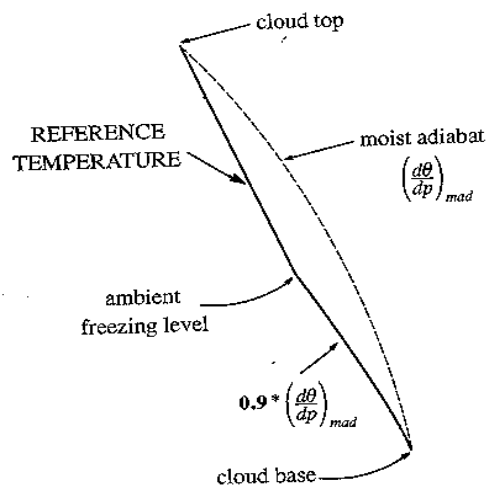 cloud top
REFERENCE
TEMPERATURE
moist adiabat
(dθ/dp)mad
ambient
freezing level
0.9 * (dθ/dp)mad
cloud base